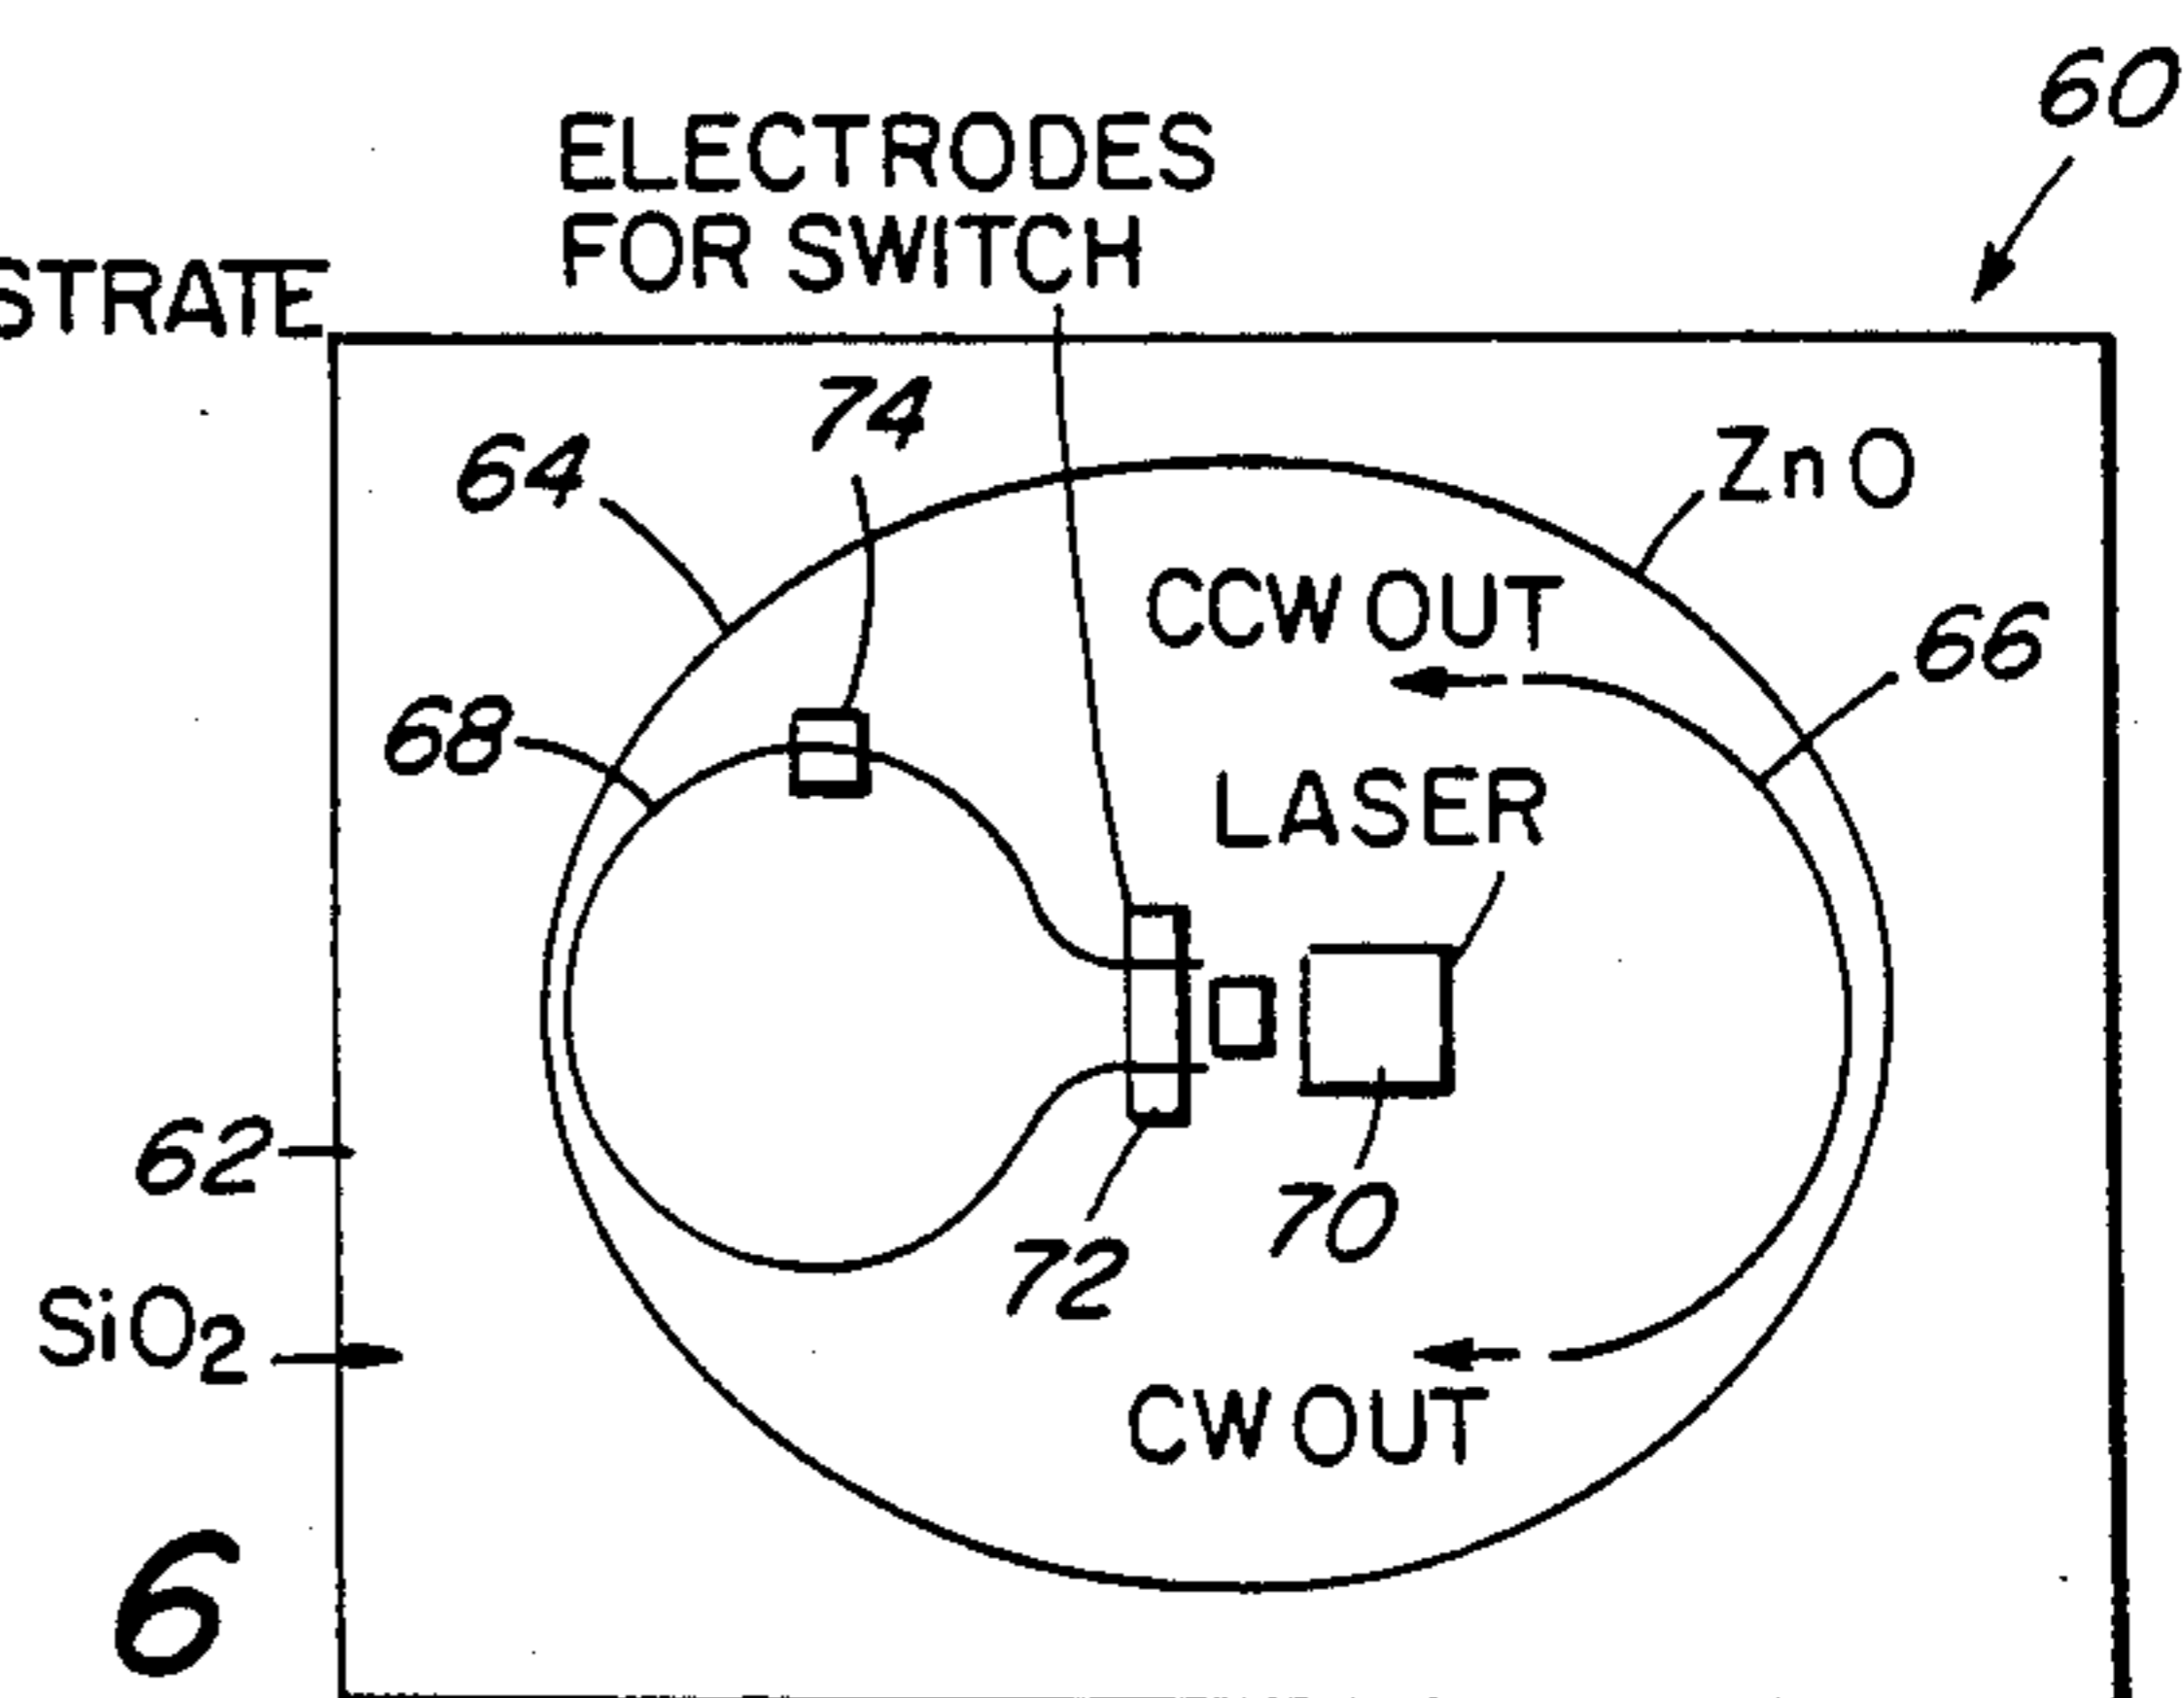 60
ELECTRODES
FOR SWITCH
STRATE
74
64
ZnO
CCW OUT
66
68
LASER
62
70
72
SiO2
CW OUT
6